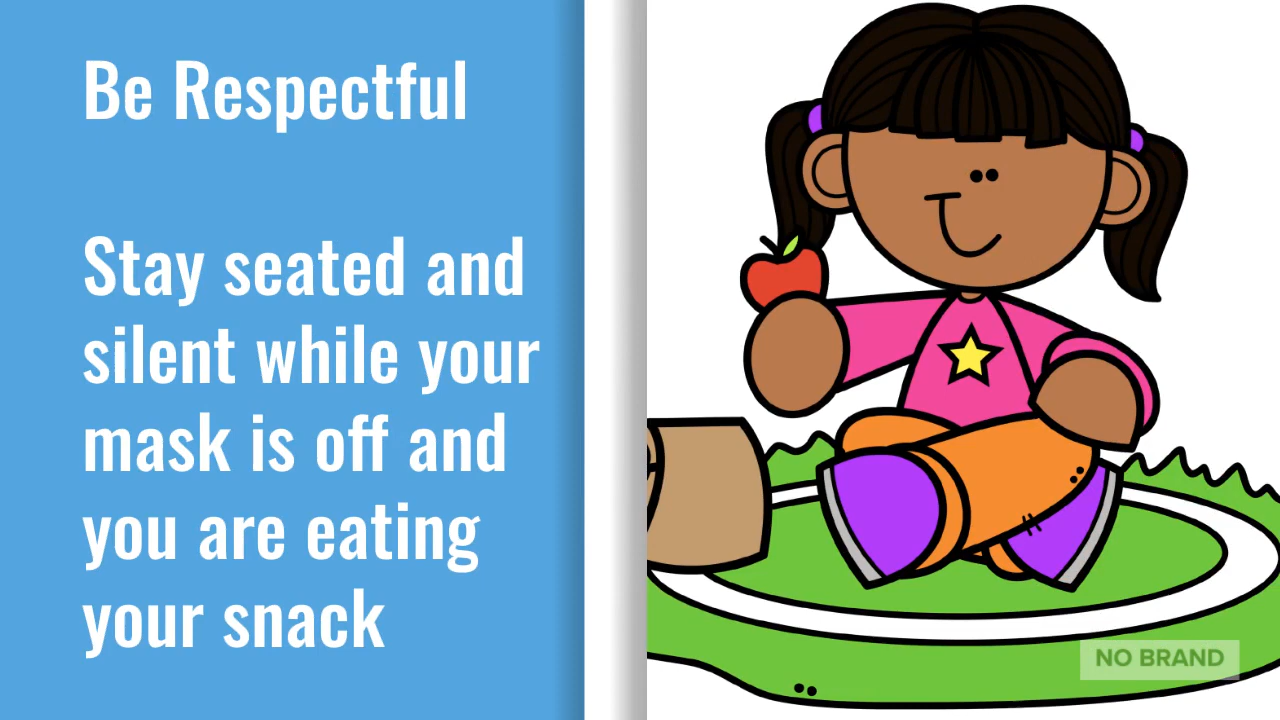 Be Respectful
Stay seated and
silent while your
mask is off and
you are eating
your snack
NO BRAND